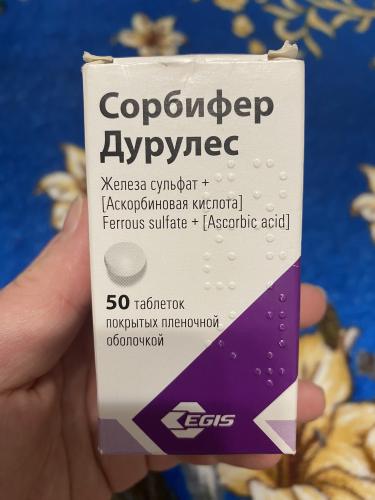 Сорбифер
Дурулес
Железа сульфат +
[Аскорбиновая кислота]
Ferrous sulfate + [Ascorbic acid]
50 таблеток
покрытых пленочной
оболочкой
EGIS